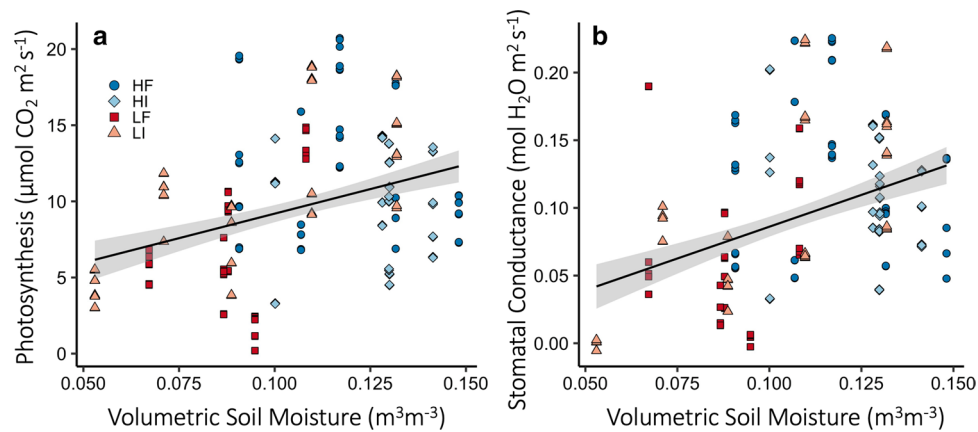 a
Photosynthesis (µmol CO₂ m² s⁻¹)
20
15
10
5
0
HF
HI
LF
LI
0.050 0.075 0.100 0.125 0.150
Volumetric Soil Moisture (m³m⁻³)
b
Stomatal Conductance (mol H₂O m² s⁻¹)
0.20
0.15
0.10
0.05
0.00
0.050 0.075 0.100 0.125 0.150
Volumetric Soil Moisture (m³m⁻³)